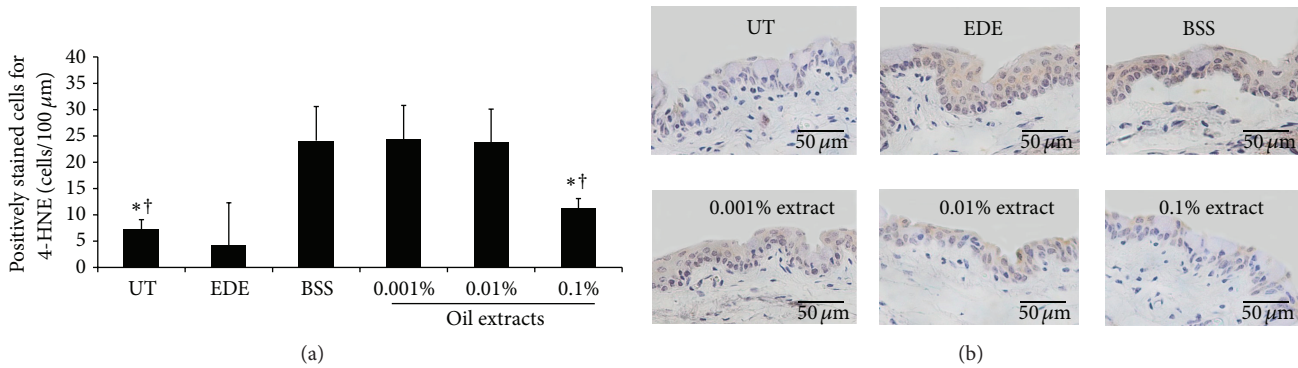 Positively stained cells for
4-HNE (cells/100 μm)
40
35
30
25
20
15
10
5
0
*†
*†
UT
EDE
BSS
0.001%
0.01%
0.1%
Oil extracts
(a)
UT
50 μm
EDE
50 μm
BSS
50 μm
0.001% extract
50 μm
0.01% extract
50 μm
0.1% extract
50 μm
(b)